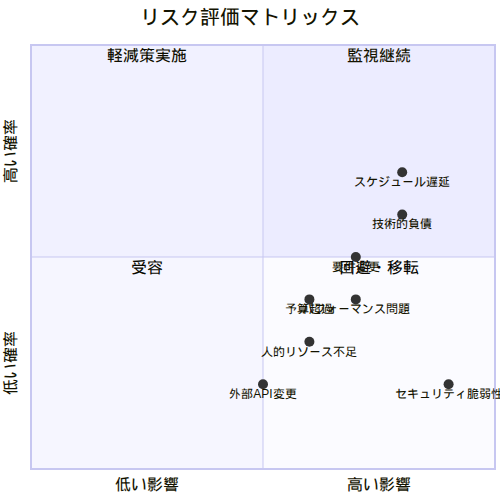 リスク評価マトリックス
軽減策実施
監視継続
高い確率
スケジュール遅延
技術的負債
受容
回避・移転
予算超過
パフォーマンス問題
人的リソース不足
低い確率
外部API変更
セキュリティ脆弱性
低い影響
高い影響